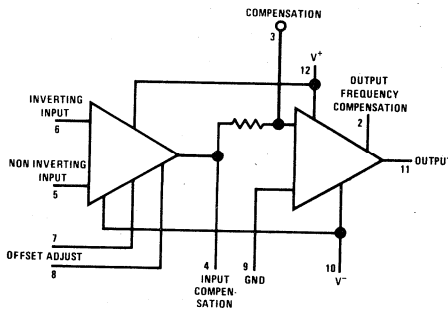 COMPENSATION
3
V+
12
OUTPUT
FREQUENCY
COMPENSATION
2
INVERTING
INPUT
6
NON INVERTING
INPUT
5
OUTPUT
11
7
OFFSET ADJUST
8
4
INPUT
COMPEN-
SATION
9
GND
10
V−